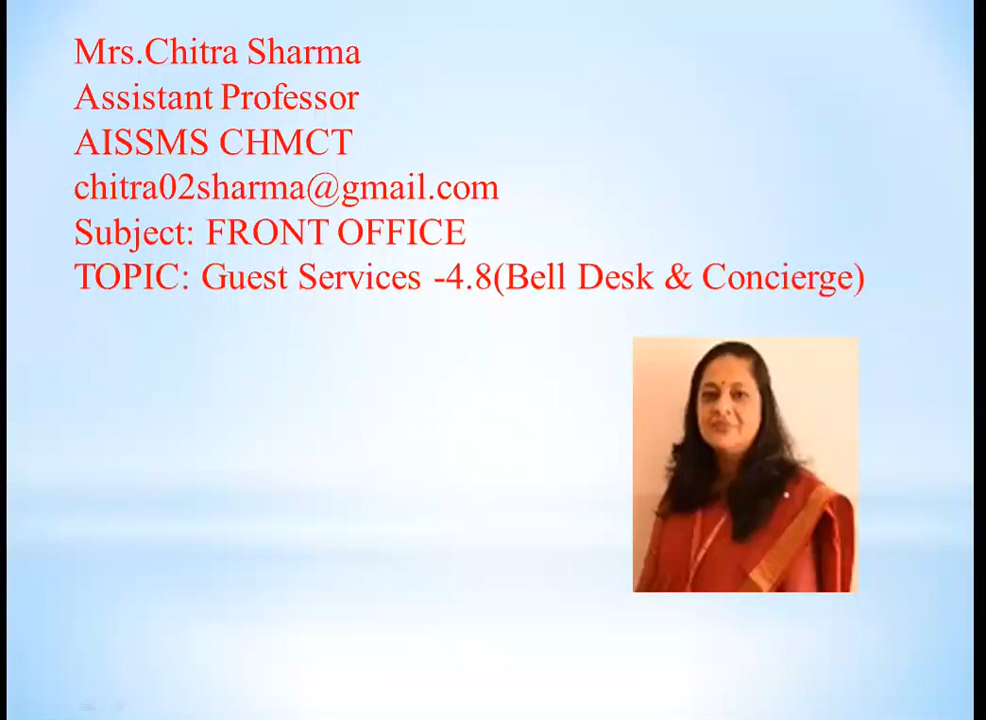 Mrs.Chitra Sharma
Assistant Professor
AISSMS CHMCT
chitra02sharma@gmail.com
Subject: FRONT OFFICE
TOPIC: Guest Services -4.8(Bell Desk & Concierge)